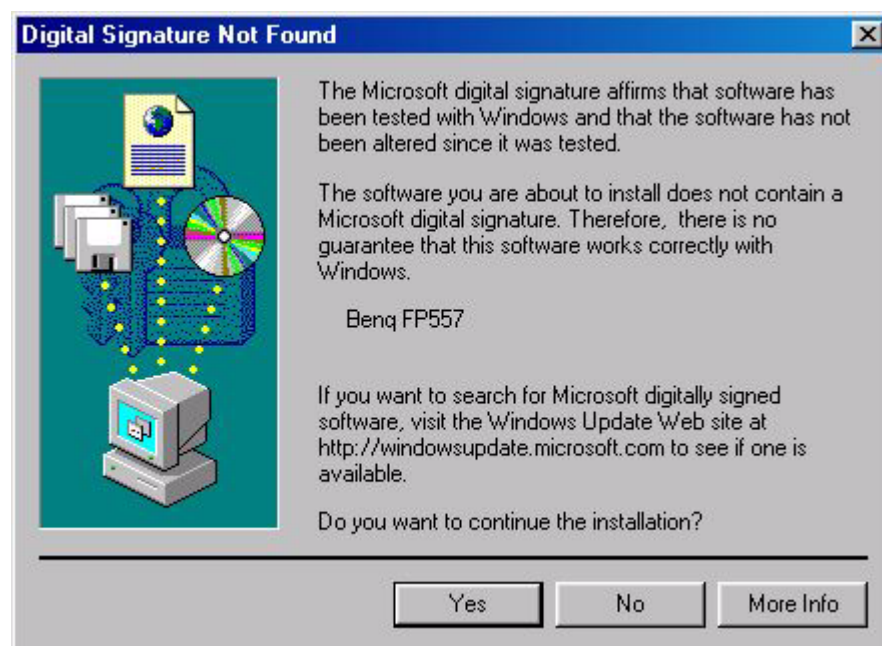 Digital Signature Not Found
The Microsoft digital signature affirms that software has
been tested with Windows and that the software has not
been altered since it was tested.
The software you are about to install does not contain a
Microsoft digital signature. Therefore,  there is no
guarantee that this software works correctly with
Windows.
Benq FP557
If you want to search for Microsoft digitally signed
software, visit the Windows Update Web site at
http://windowsupdate.microsoft.com to see if one is
available.
Do you want to continue the installation?
Yes
No
More Info